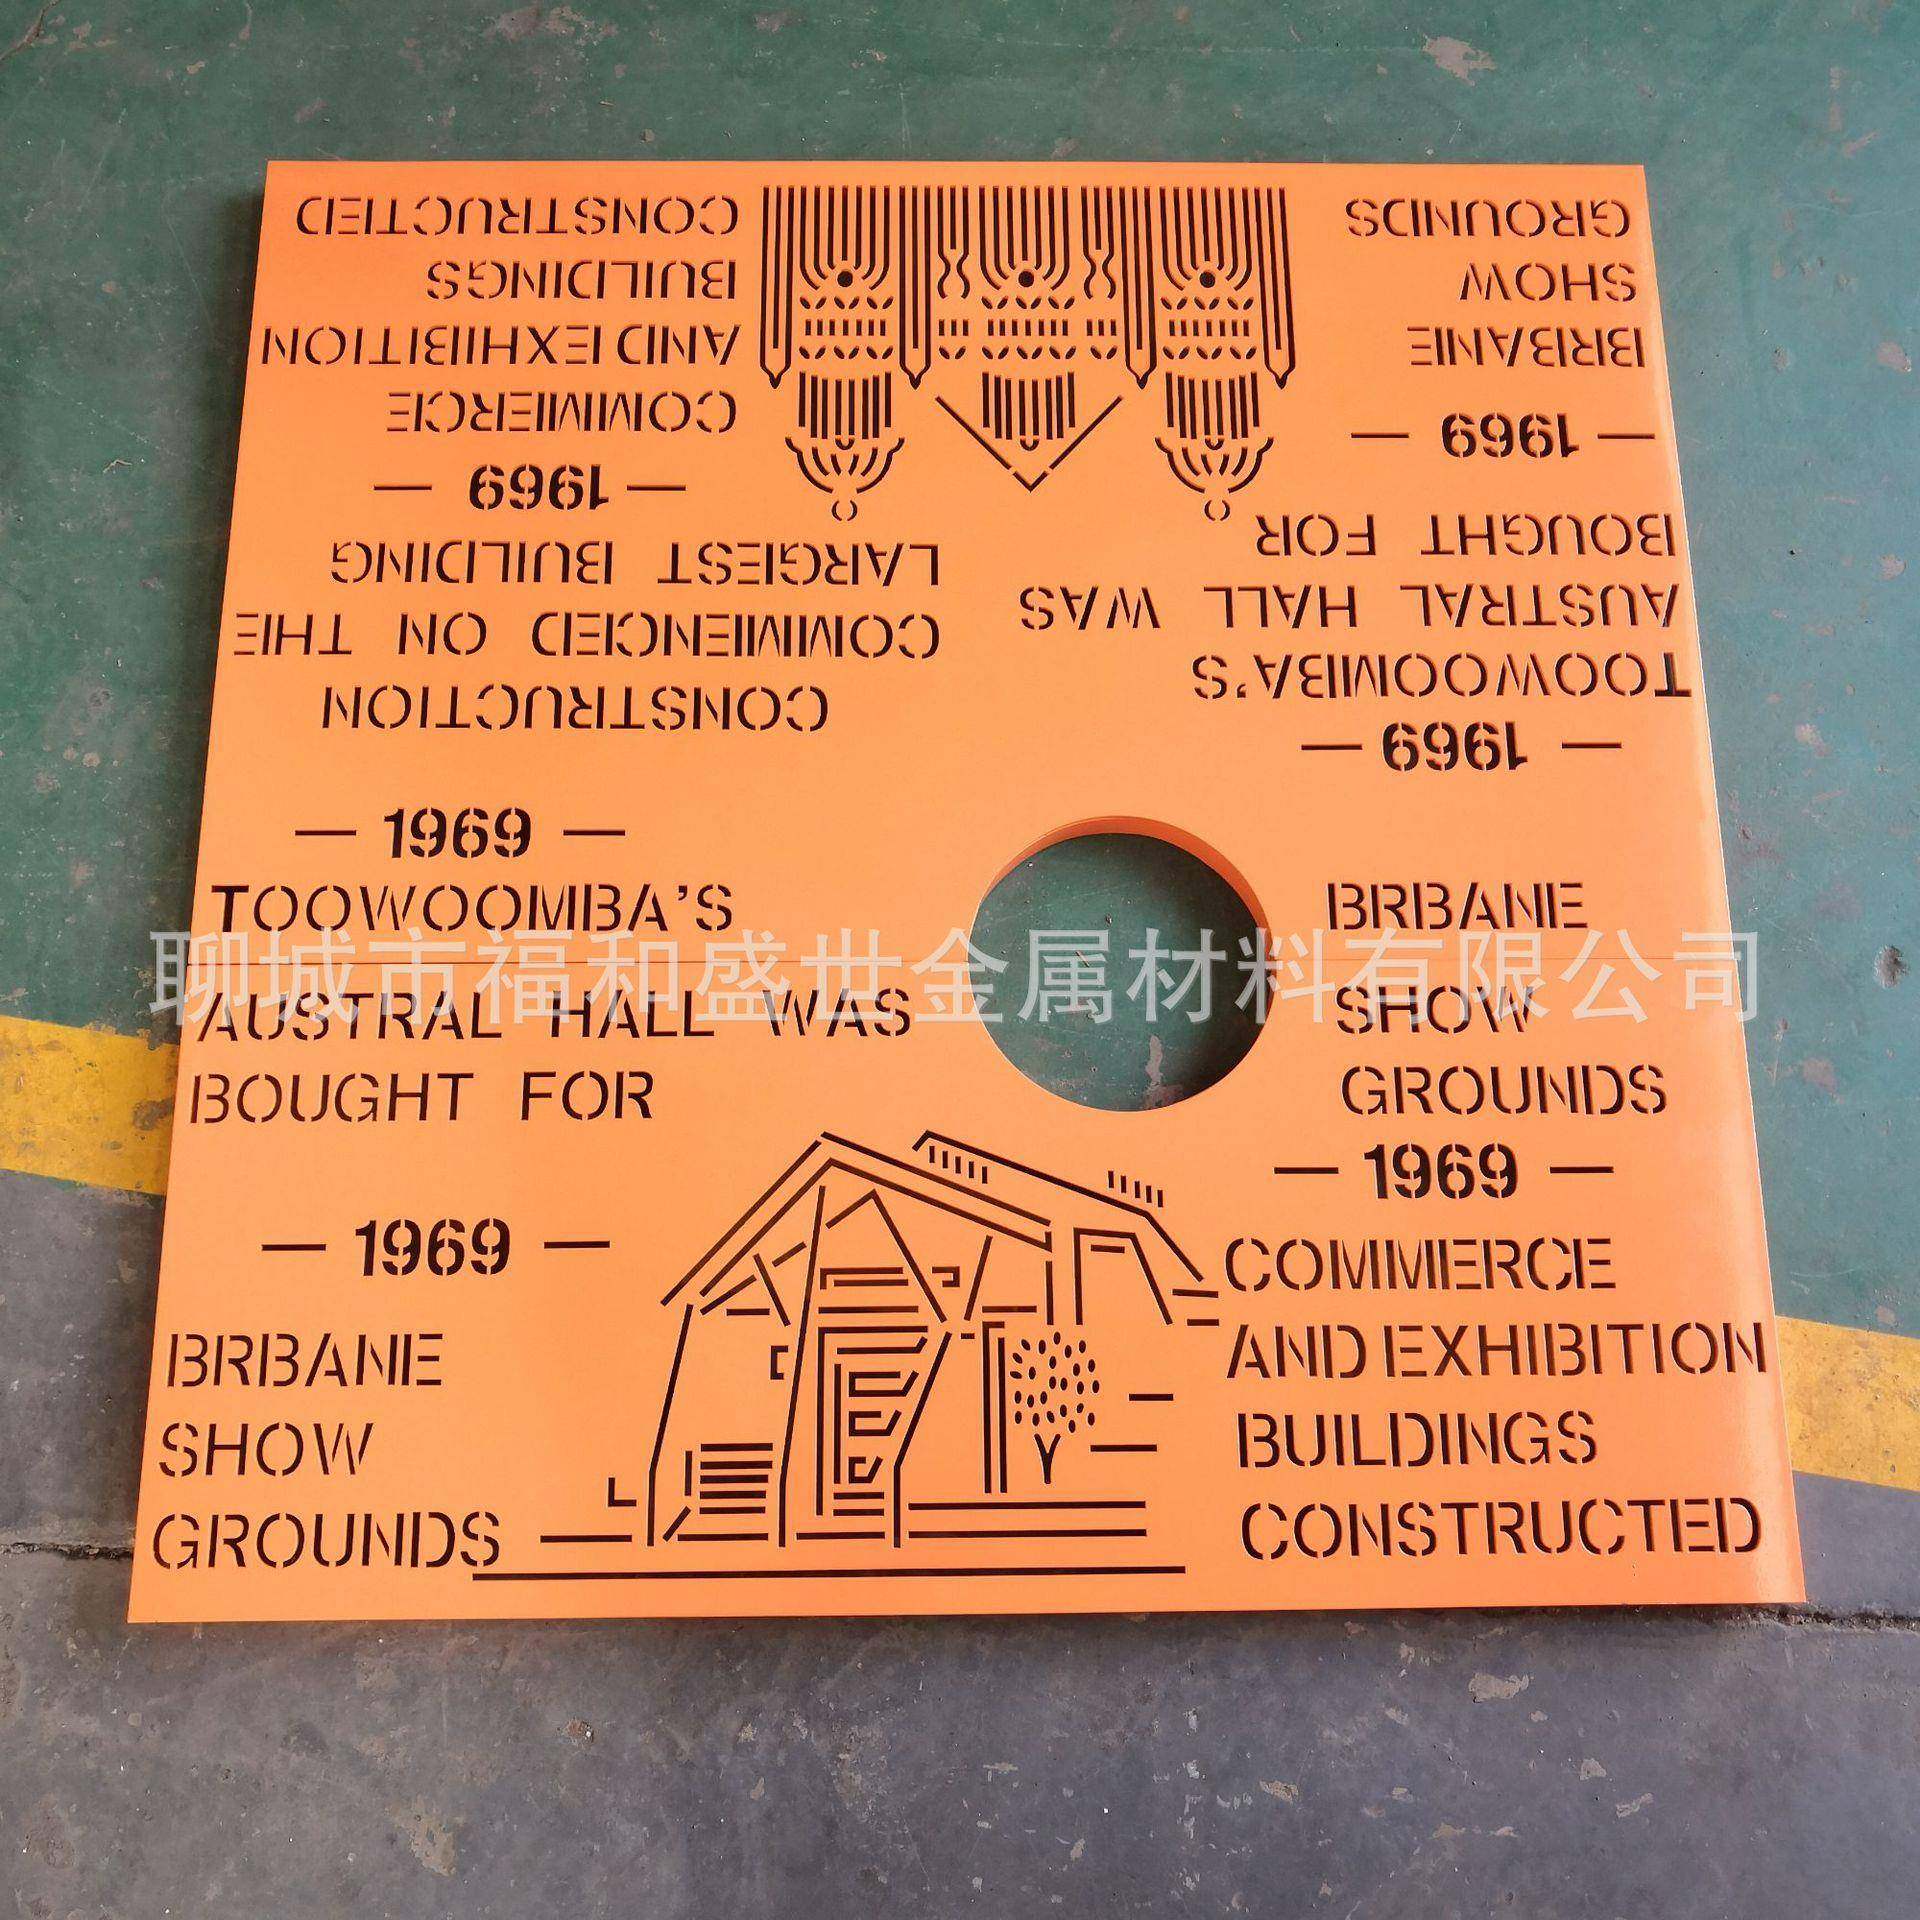 CONSTRUCTION
COMMENCED ON THE
LARGEST BUILDING
— 1969 —
COMMERCE
AND EXHIBITION
BUILDINGS
CONSTRUCTED
— 1969 —
TOOWOOMBA'S
AUSTRAL HALL WAS
BOUGHT FOR
— 1969 —
BRBANE
SHOW
GROUNDS
— 1969 —
TOOWOOMBA'S
AUSTRAL HALL WAS
BOUGHT FOR
— 1969 —
BRBANE
SHOW
GROUNDS
BRBANE
SHOW
GROUNDS
— 1969 —
COMMERCE
AND EXHIBITION
BUILDINGS
CONSTRUCTED
聊城市福和盛世金属材料有限公司